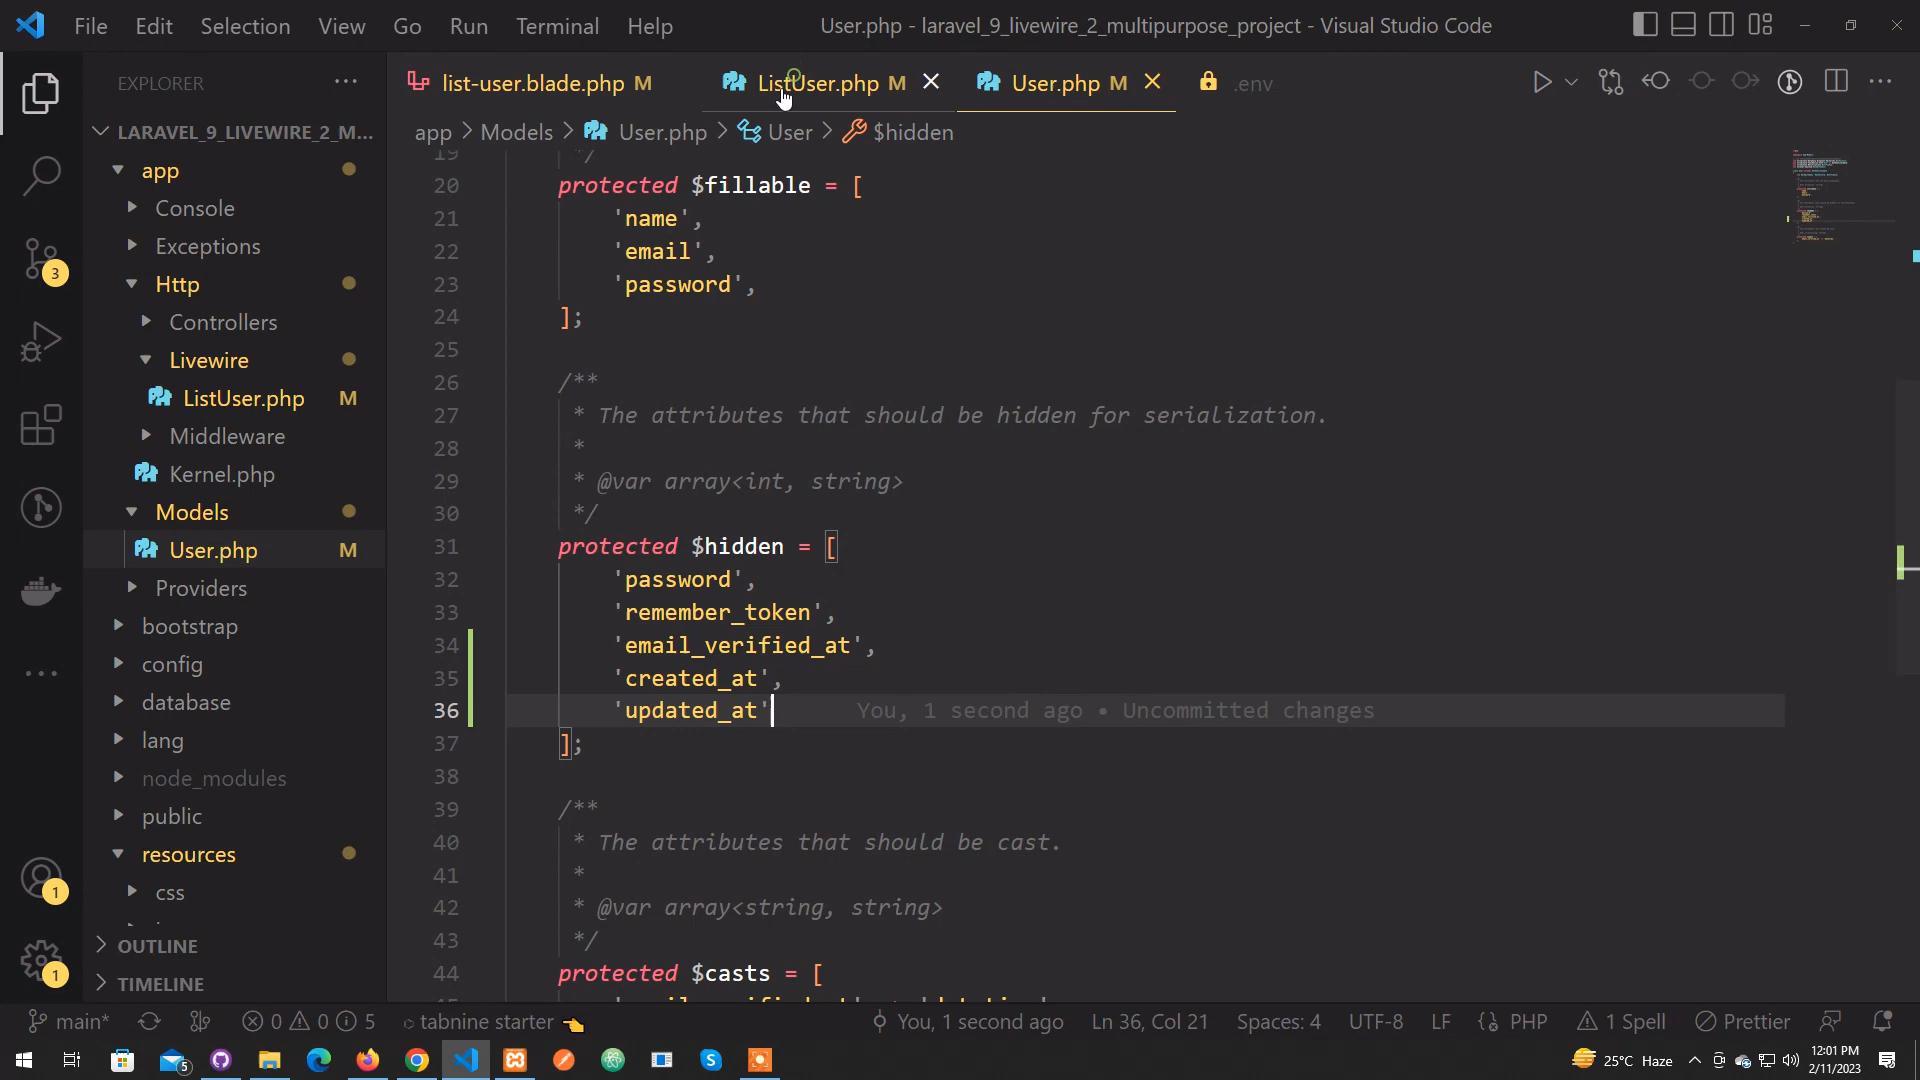 File Edit Selection View Go Run Terminal Help User.php - laravel_9_livewire_2_multipurpose_project - Visual Studio Code
EXPLORER
LARAVEL_9_LIVEWIRE_2_M...
app
Console
Exceptions
Http
Controllers
Livewire
ListUser.php M
Middleware
Kernel.php
Models
User.php M
Providers
bootstrap
config
database
lang
node_modules
public
resources
css
OUTLINE
TIMELINE
3
1
1
list-user.blade.php M ListUser.php M User.php M .env
app > Models > User.php > User > $hidden
19 */
20 protected $fillable = [
21 'name',
22 'email',
23 'password',
24 ];
25
26 /**
27 * The attributes that should be hidden for serialization.
28 *
29 * @var array<int, string>
30 */
31 protected $hidden = [
32 'password',
33 'remember_token',
34 'email_verified_at',
35 'created_at',
36 'updated_at' You, 1 second ago • Uncommitted changes
37 ];
38
39 /**
40 * The attributes that should be cast.
41 *
42 * @var array<string, string>
43 */
44 protected $casts = [
main* 0 0 5 tabnine starter You, 1 second ago Ln 36, Col 21 Spaces: 4 UTF-8 LF PHP 1 Spell Prettier
5 25°C Haze 12:01 PM
2/11/2023